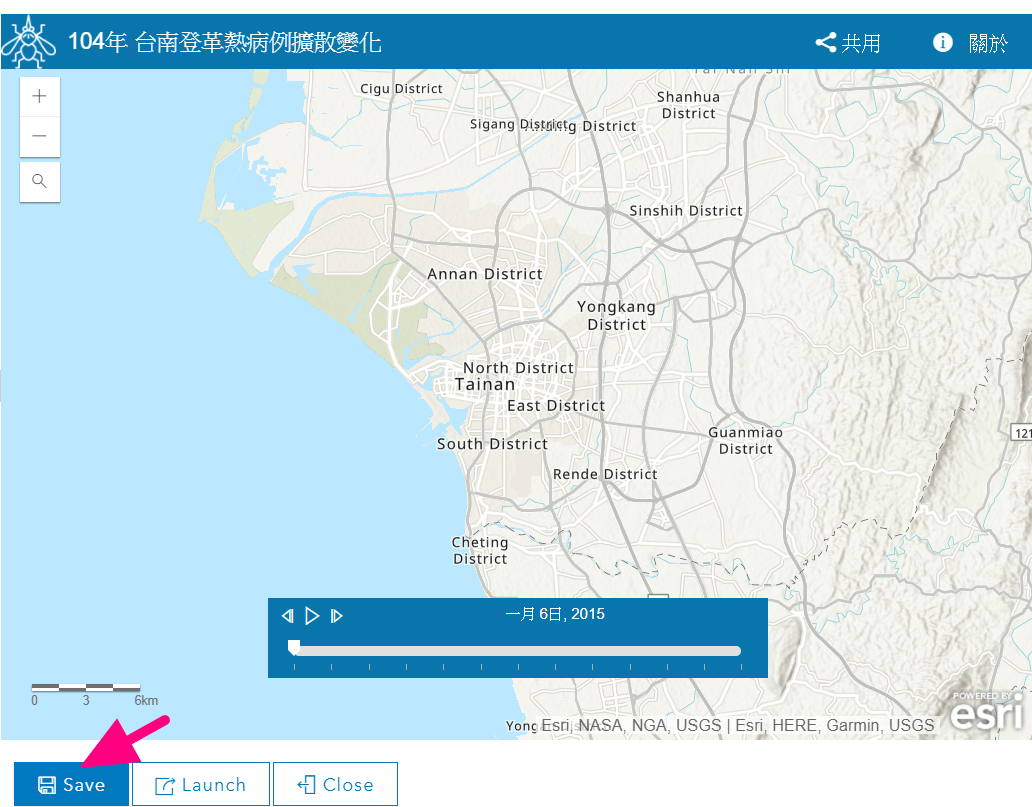 104年 台南登革熱病例擴散變化
共用
關於
Cigu District
Shanhua
District
Sigang District
District
Sinshih District
Annan District
Yongkang
District
North District
Tainan
East District
Guanmiao
District
South District
Rende District
121
Cheting
District
一月 6日, 2015
0 3 6km
POWERED BY
esri
Esri, NASA, NGA, USGS | Esri, HERE, Garmin, USGS
Save
Launch
Close